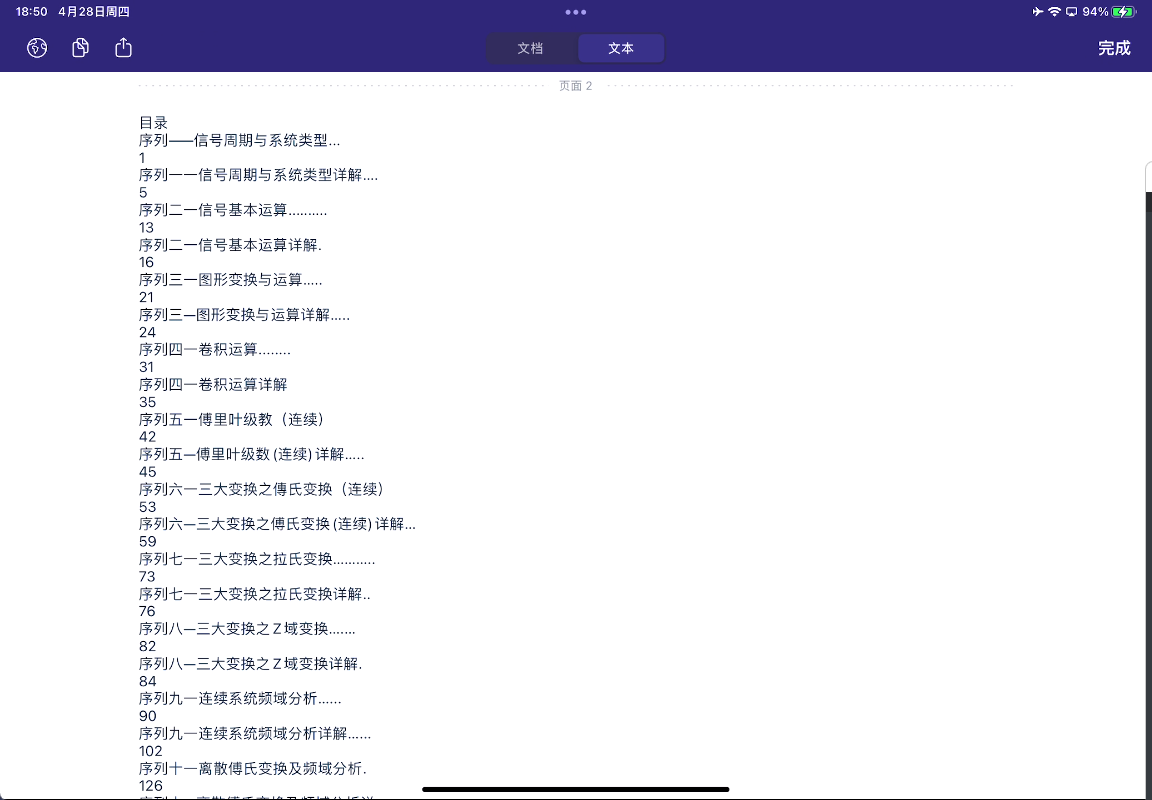 18:50 4月28日周四
94%
文档
文本
完成
页面 2
目录
序列——信号周期与系统类型...
1
序列一一信号周期与系统类型详解....
5
序列二一信号基本运算..........
13
序列二一信号基本运算详解.
16
序列三一图形变换与运算.....
21
序列三—图形变换与运算详解.....
24
序列四一卷积运算........
31
序列四一卷积运算详解
35
序列五一傅里叶级教（连续）
42
序列五—傅里叶级数(连续)详解.....
45
序列六一三大变换之傳氏变换（连续）
53
序列六—三大变换之傅氏变换(连续)详解...
59
序列七一三大变换之拉氏变换...........
73
序列七一三大变换之拉氏变换详解..
76
序列八—三大变换之Z域变换.......
82
序列八—三大变换之Z域变换详解.
84
序列九一连续系统频域分析......
90
序列九一连续系统频域分析详解......
102
序列十一离散傅氏变换及频域分析.
126